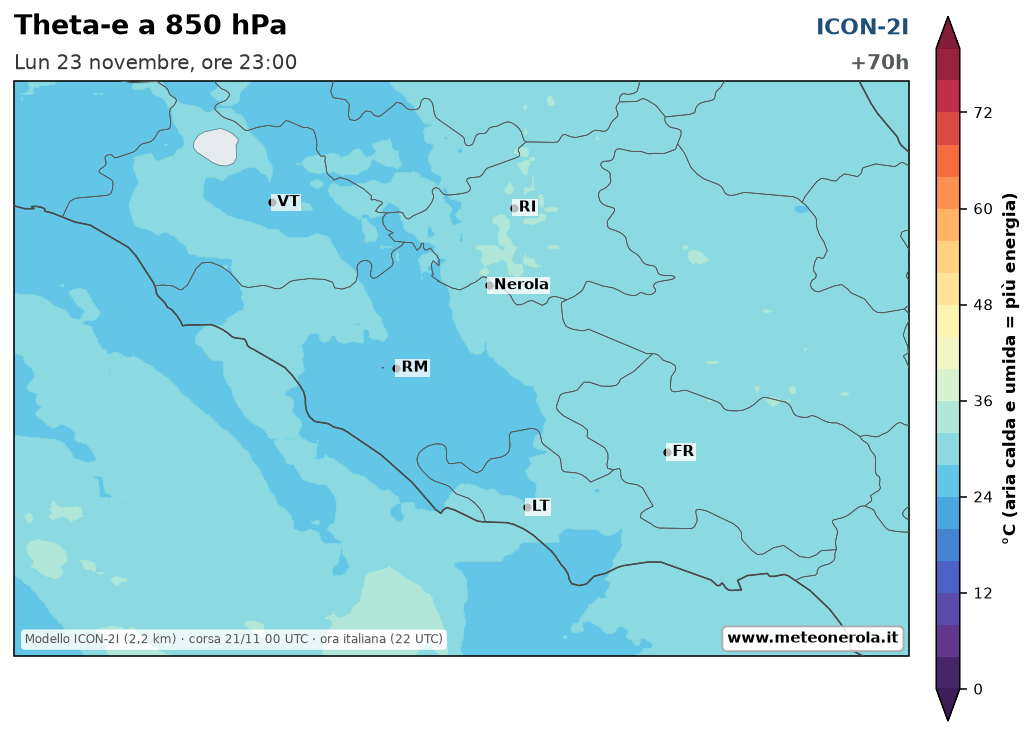 Theta-e a 850 hPa
ICON-2I
Lun 23 novembre, ore 23:00
+70h
VT
RI
Nerola
RM
FR
LT
Modello ICON-2I (2,2 km) · corsa 21/11 00 UTC · ora italiana (22 UTC)
www.meteonerola.it
72
60
48
36
24
12
0
°C (aria calda e umida = più energia)